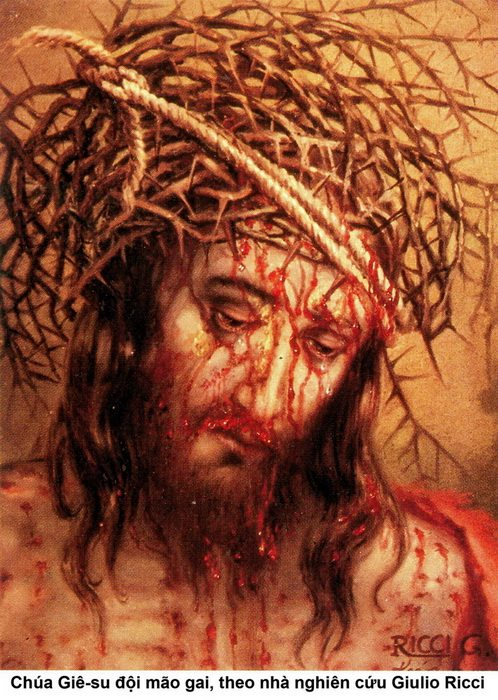 RICCI G.
Chúa Giê-su đội mão gai, theo nhà nghiên cứu Giulio Ricci